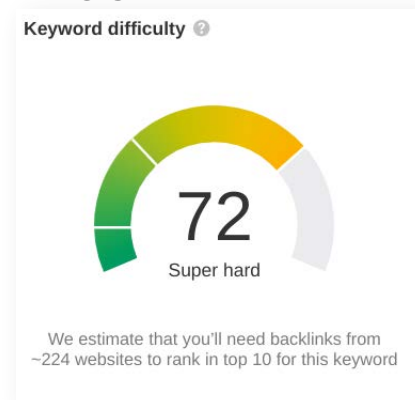 Keyword difficulty ?
72
Super hard
We estimate that you'll need backlinks from
~224 websites to rank in top 10 for this keyword